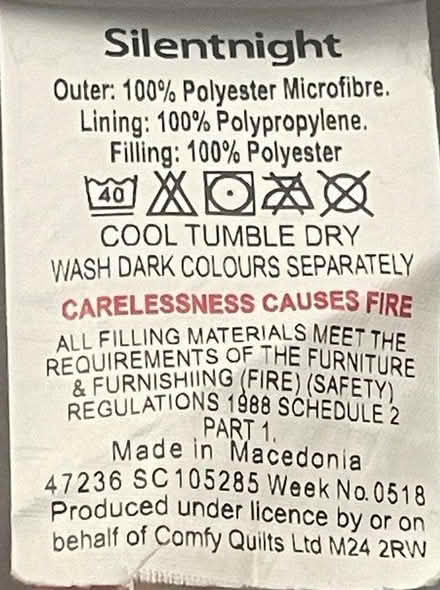 Silentnight
Outer: 100% Polyester Microfibre.
Lining: 100% Polypropylene.
Filling: 100% Polyester
40
COOL TUMBLE DRY
WASH DARK COLOURS SEPARATELY
CARELESSNESS CAUSES FIRE
ALL FILLING MATERIALS MEET THE
REQUIREMENTS OF THE FURNITURE
& FURNISHIING (FIRE) (SAFETY)
REGULATIONS 1988 SCHEDULE 2
PART 1.
Made in Macedonia
47236 SC105285 Week No.0518
Produced under licence by or on
behalf of Comfy Quilts Ltd M24 2RW